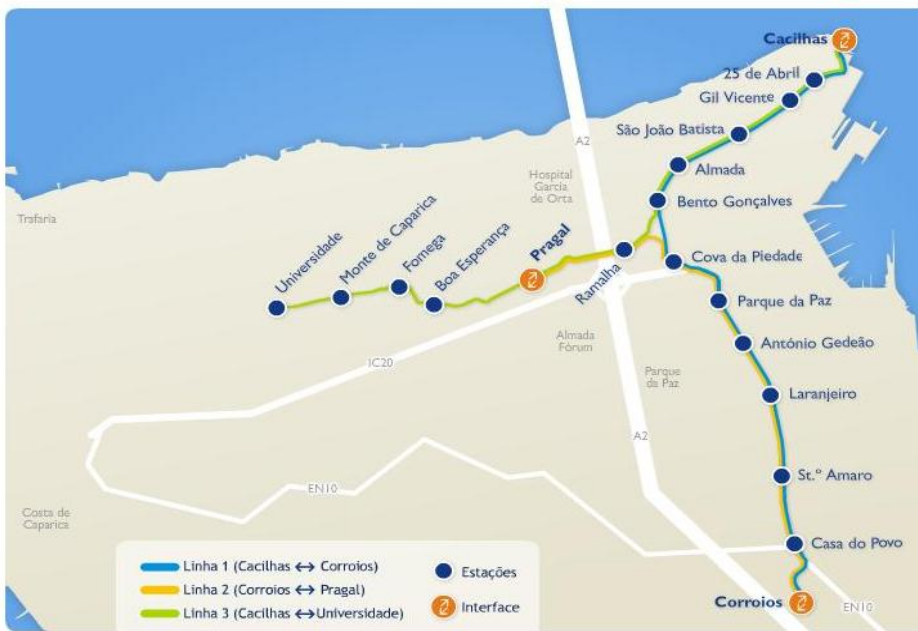 Cacilhas
25 de Abril
Gil Vicente
São João Batista
A2
Almada
Hospital
Garcia
de Orta
Bento Gonçalves
Trafaria
Universidade
Monte de Caparica
Fomega
Boa Esperança
Pragal
Ramalha
Cova da Piedade
Parque da Paz
Almada
Fórum
António Gedeão
IC20
Parque
da Paz
Laranjeiro
A2
St.º Amaro
EN10
Costa de
Caparica
Casa do Povo
Linha 1 (Cacilhas ↔ Corroios)
Linha 2 (Corroios ↔ Pragal)
Linha 3 (Cacilhas ↔Universidade)
Estações
Interface
Corroios
EN10